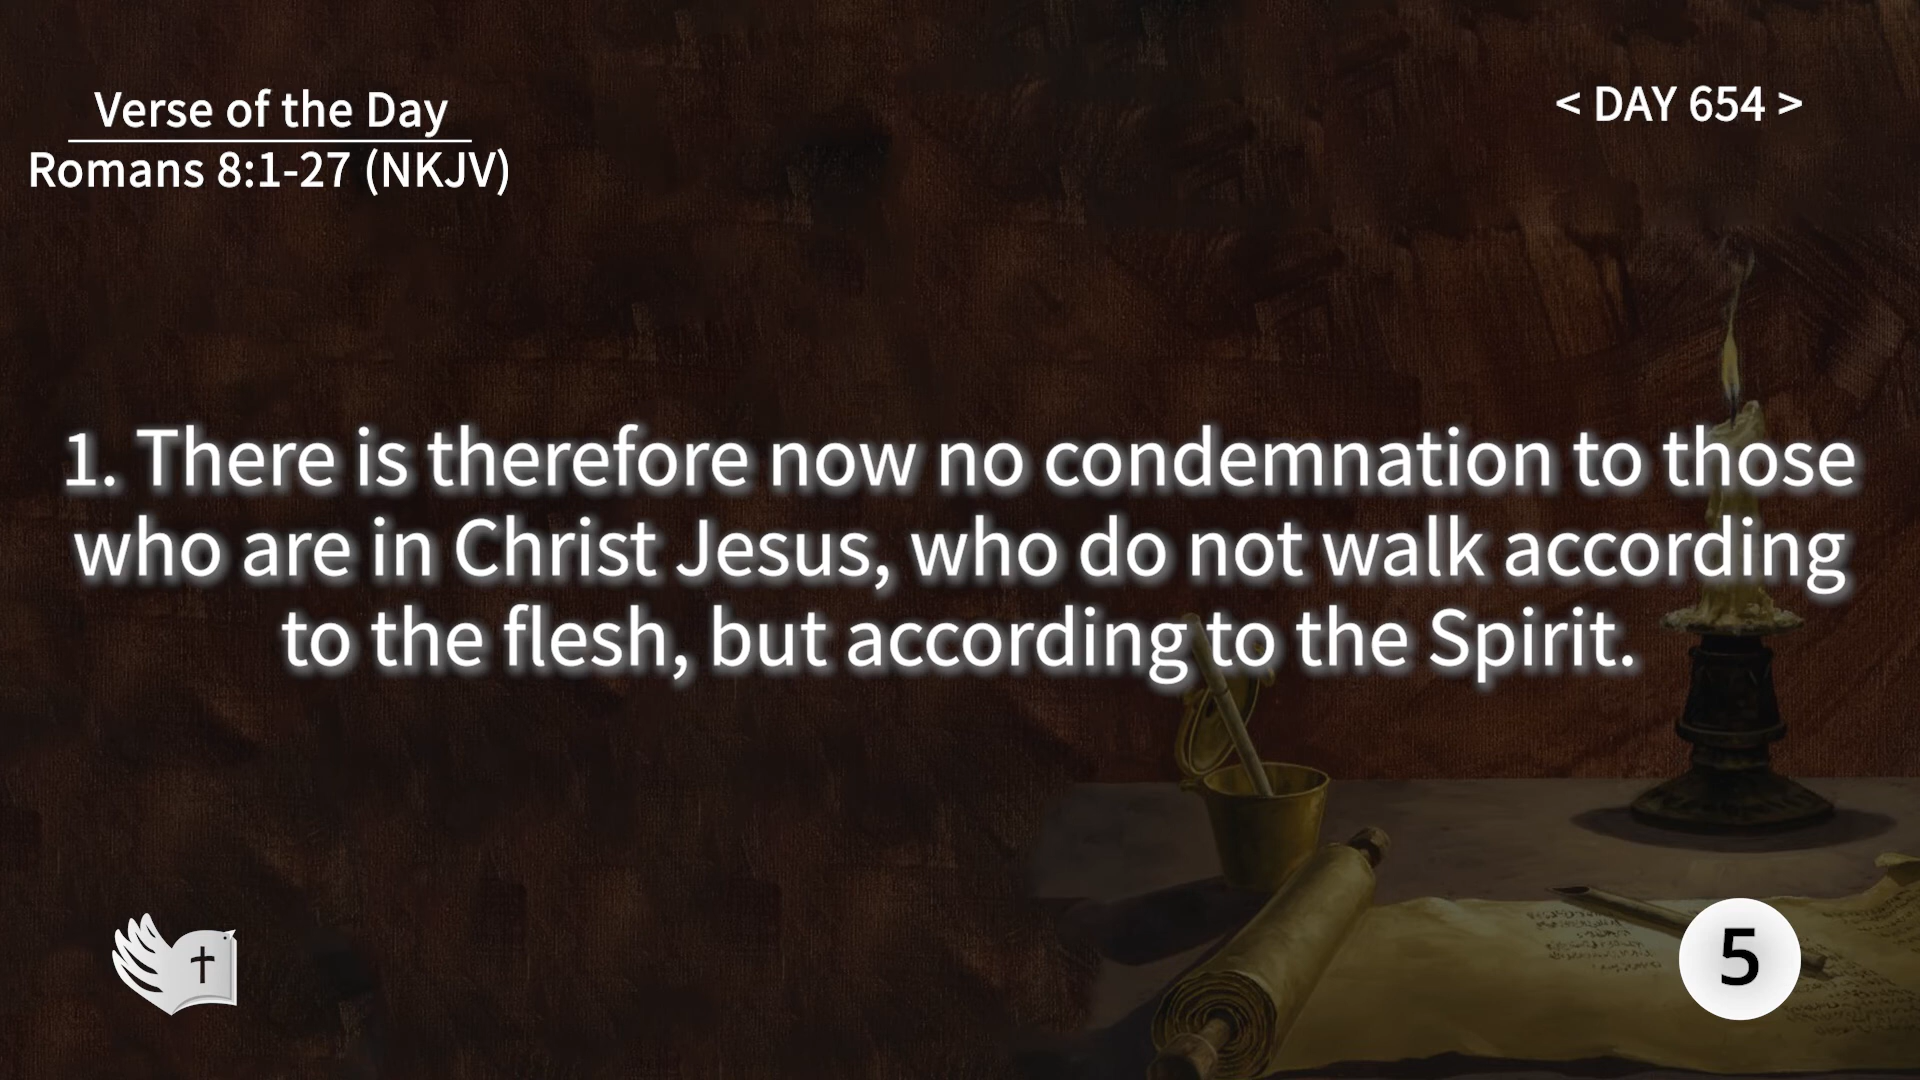 Verse of the Day
Romans 8:1-27 (NKJV)
< DAY 654 >
1. There is therefore now no condemnation to those
who are in Christ Jesus, who do not walk according
to the flesh, but according to the Spirit.
5